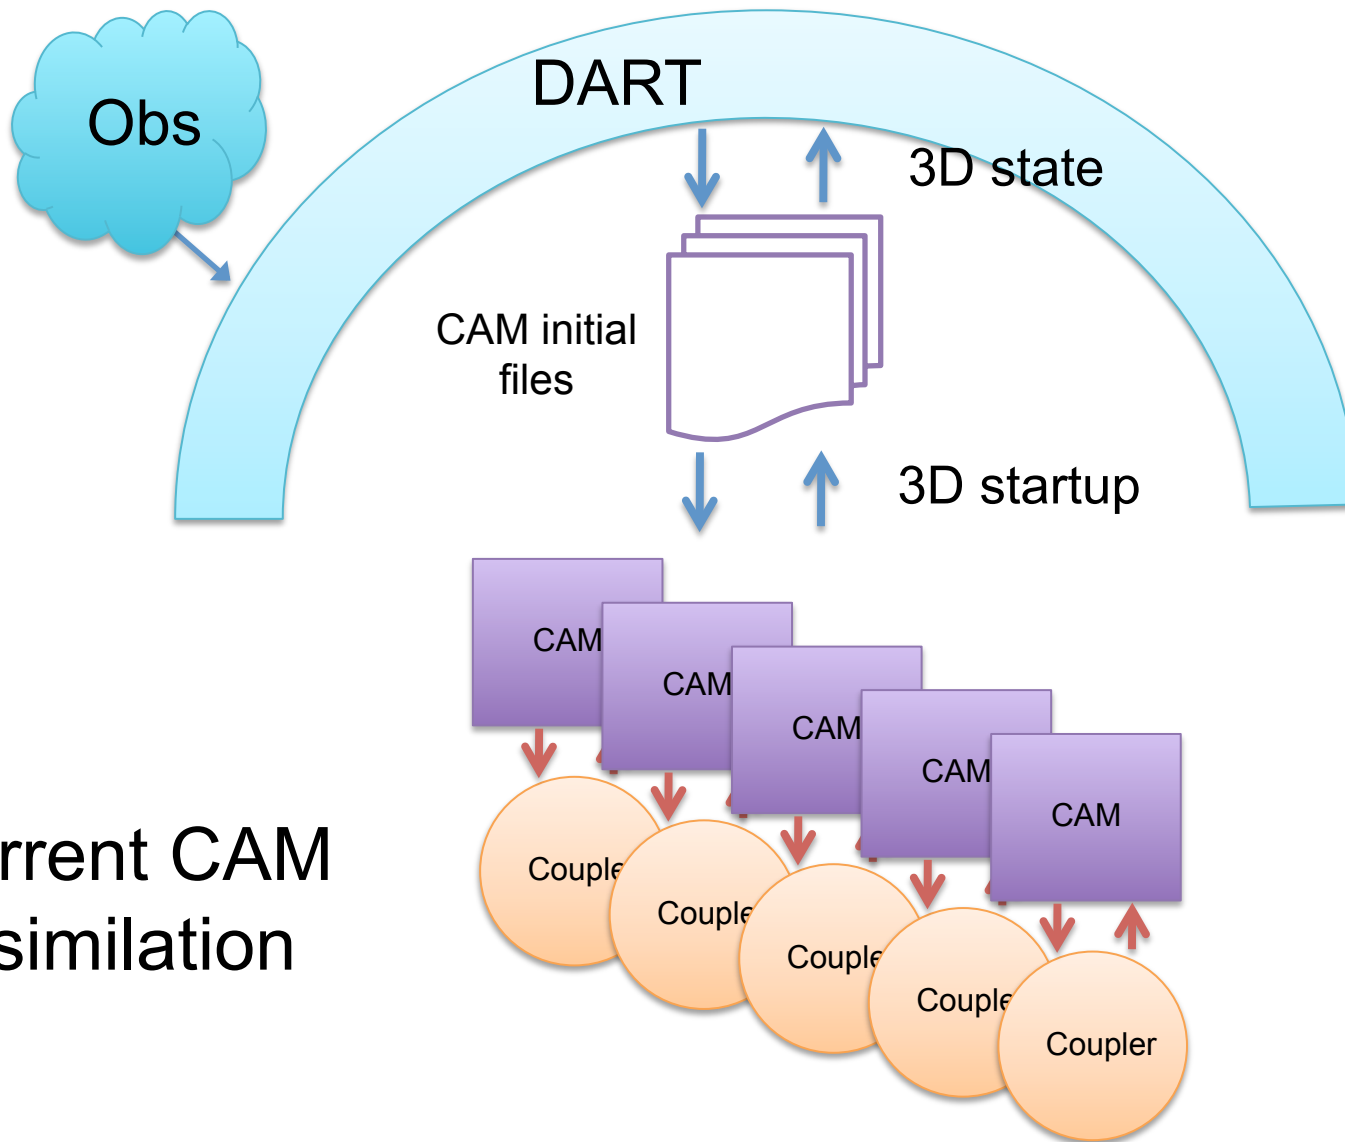 Obs
DART
3D state
CAM initial
files
3D startup
CAM
CAM
CAM
CAM
CAM
Couple
Couple
Couple
Couple
Coupler
rrent CAM
similation